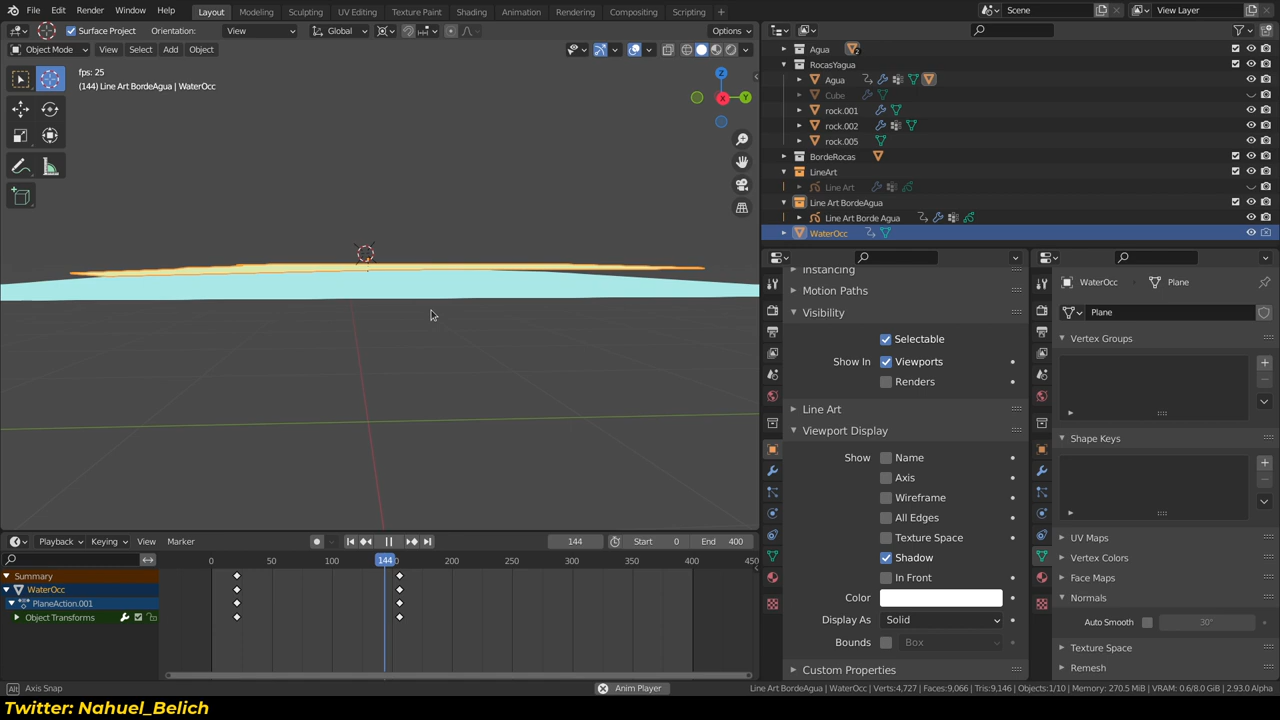 File Edit Render Window Help Layout Modeling Sculpting UV Editing Texture Paint Shading Animation Rendering Compositing Scripting Scene View Layer
Surface Project Orientation: View Global Options
Object Mode View Select Add Object
fps: 25
(144) Line Art BordeAgua | WaterOcc
Z
Y
X
Agua 2
RocasYagua
Agua
Cube
rock.001
rock.002
rock.005
BordeRocas
LineArt
Line Art
Line Art BordeAgua
Line Art Borde Agua
WaterOcc
Instancing
Motion Paths
Visibility
Selectable
Show In Viewports
Renders
Line Art
Viewport Display
Show Name
Axis
Wireframe
All Edges
Texture Space
Shadow
In Front
Color
Display As Solid
Bounds Box
Custom Properties
WaterOcc Plane
Plane
Vertex Groups
Shape Keys
UV Maps
Vertex Colors
Face Maps
Normals
Auto Smooth 30°
Texture Space
Remesh
Playback Keying View Marker 144 Start 0 End 400
0 50 100 144 200 250 300 350 400 450
Summary
WaterOcc
PlaneAction.001
Object Transforms
Alt Axis Snap Anim Player Line Art BordeAgua | WaterOcc | Verts:4,727 | Faces:9,066 | Tris:9,146 | Objects:1/10 | Memory: 270.5 MiB | VRAM: 0.6/8.0 GiB | 2.93.0 Alpha
Twitter: Nahuel_Belich